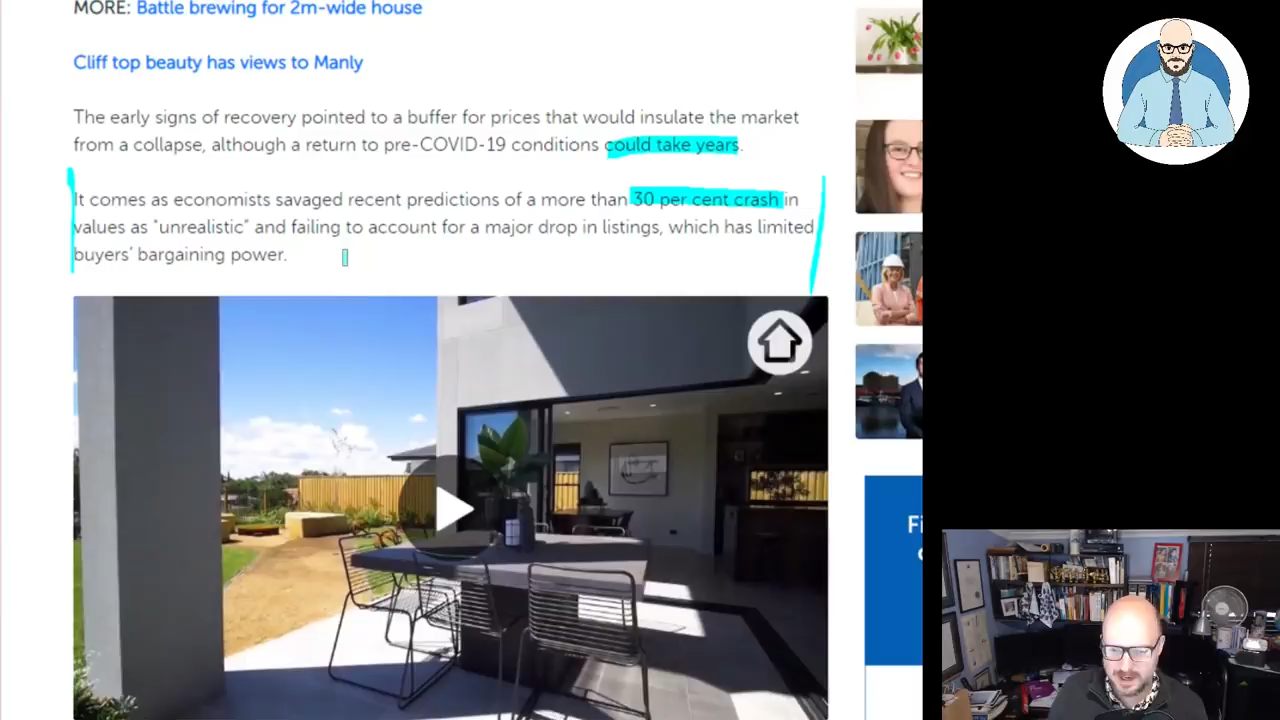 MORE: Battle brewing for 2m-wide house
Cliff top beauty has views to Manly
The early signs of recovery pointed to a buffer for prices that would insulate the market
from a collapse, although a return to pre-COVID-19 conditions could take years.
It comes as economists savaged recent predictions of a more than 30 per cent crash in
values as “unrealistic” and failing to account for a major drop in listings, which has limited
buyers’ bargaining power.